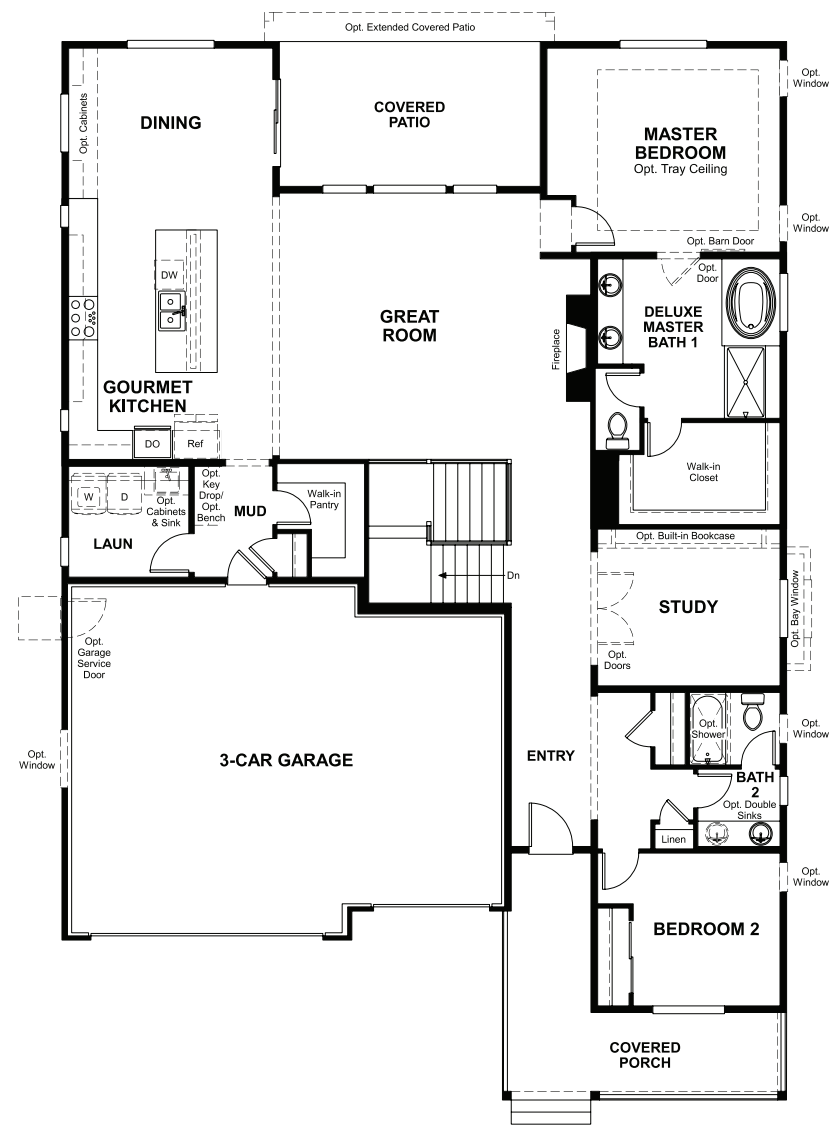 Opt. Extended Covered Patio
Opt.
Window
DINING
Opt. Cabinets
COVERED
PATIO
MASTER
BEDROOM
Opt. Tray Ceiling
Opt.
Window
Opt. Barn Door
Opt.
Door
DW
GREAT
ROOM
DELUXE
MASTER
BATH 1
Fireplace
GOURMET
KITCHEN
DO
Ref
Walk-in
Closet
W
D
Opt.
Cabinets
& Sink
Opt.
Key
Drop/
Opt.
Bench
MUD
Walk-in
Pantry
LAUN
Opt. Built-in Bookcase
Dn
STUDY
Opt. Bay Window
Opt.
Doors
Opt.
Garage
Service
Door
Opt.
Window
3-CAR GARAGE
ENTRY
Opt.
Shower
Opt.
Window
BATH
2
Opt. Double
Sinks
Linen
Opt.
Window
BEDROOM 2
COVERED
PORCH